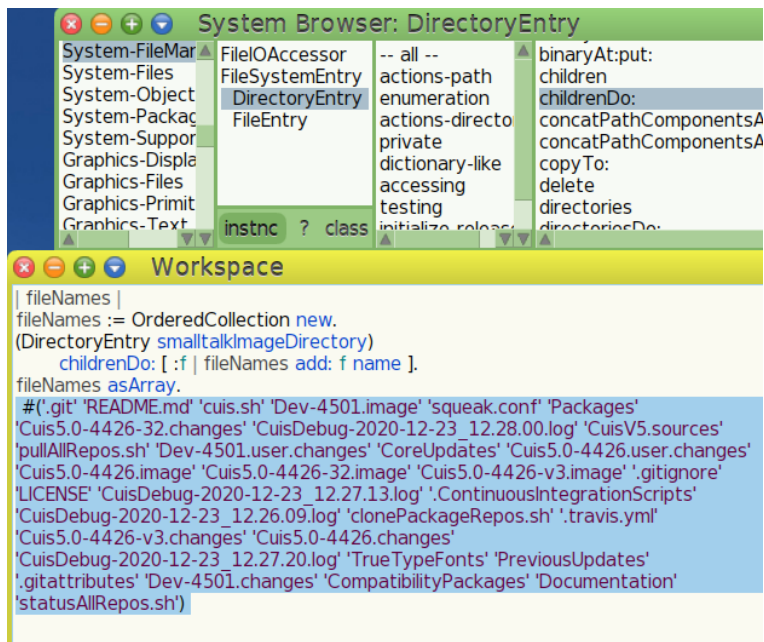 System Browser: DirectoryEntry
System-FileMar
System-Files
System-Object
System-Packag
System-Suppor
Graphics-Displa
Graphics-Files
Graphics-Primit
Graphics-Text
FileIOAccessor
FileSystemEntry
DirectoryEntry
FileEntry
instnc ? class
-- all --
actions-path
enumeration
actions-directo
private
dictionary-like
accessing
testing
initialize-release
binaryAt:put:
children
childrenDo:
concatPathComponentsA
concatPathComponentsA
copyTo:
delete
directories
directoriesDo:
Workspace
| fileNames |
fileNames := OrderedCollection new.
(DirectoryEntry smalltalkImageDirectory)
childrenDo: [ :f | fileNames add: f name ].
fileNames asArray.
#('.git' 'README.md' 'cuis.sh' 'Dev-4501.image' 'squeak.conf' 'Packages'
'Cuis5.0-4426-32.changes' 'CuisDebug-2020-12-23_12.28.00.log' 'CuisV5.sources'
'pullAllRepos.sh' 'Dev-4501.user.changes' 'CoreUpdates' 'Cuis5.0-4426.user.changes'
'Cuis5.0-4426.image' 'Cuis5.0-4426-32.image' 'Cuis5.0-4426-v3.image' '.gitignore'
'LICENSE' 'CuisDebug-2020-12-23_12.27.13.log' '.ContinuousIntegrationScripts'
'CuisDebug-2020-12-23_12.26.09.log' 'clonePackageRepos.sh' '.travis.yml'
'Cuis5.0-4426-v3.changes' 'Cuis5.0-4426.changes'
'CuisDebug-2020-12-23_12.27.20.log' 'TrueTypeFonts' 'PreviousUpdates'
'.gitattributes' 'Dev-4501.changes' 'CompatibilityPackages' 'Documentation'
'statusAllRepos.sh')